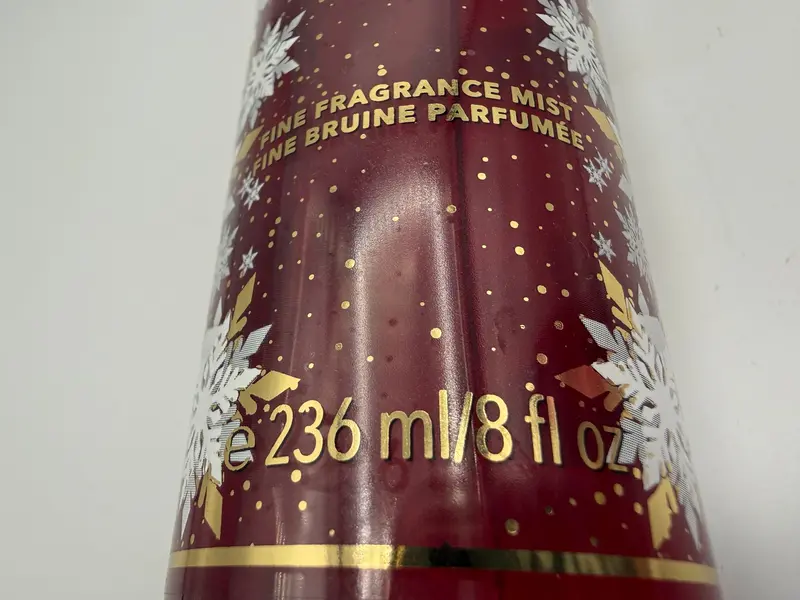 FINE FRAGRANCE MIST
FINE BRUINE PARFUMÉE
e 236 ml/8 fl oz